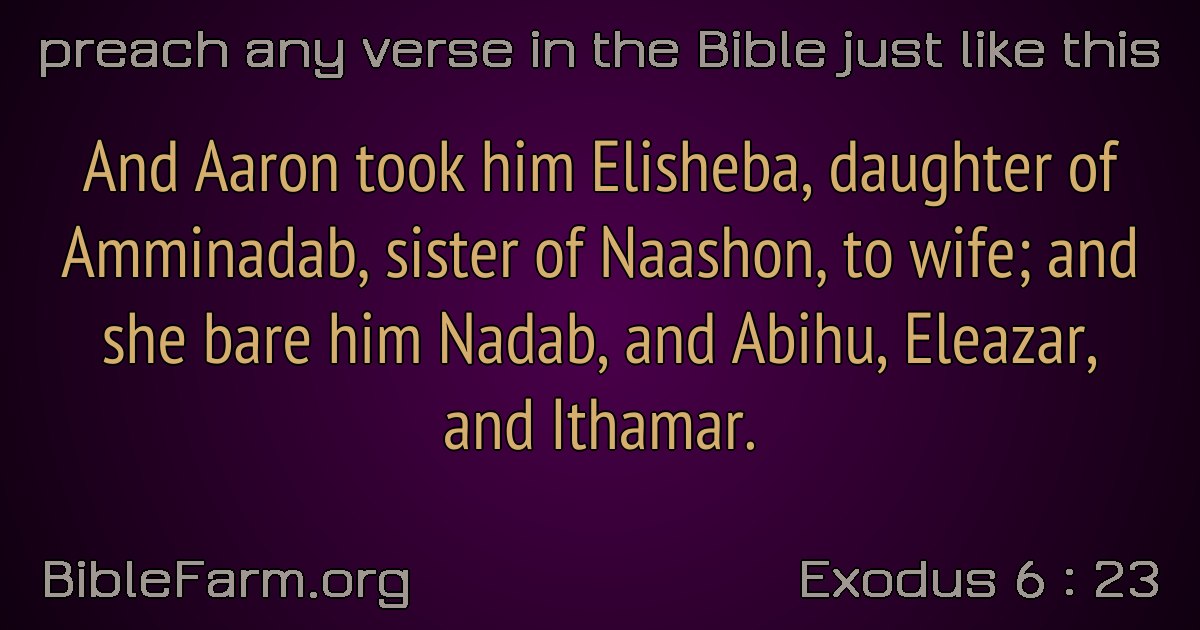 preach any verse in the Bible just like this
And Aaron took him Elisheba, daughter of
Amminadab, sister of Naashon, to wife; and
she bare him Nadab, and Abihu, Eleazar,
and Ithamar.
BibleFarm.org
Exodus 6 : 23